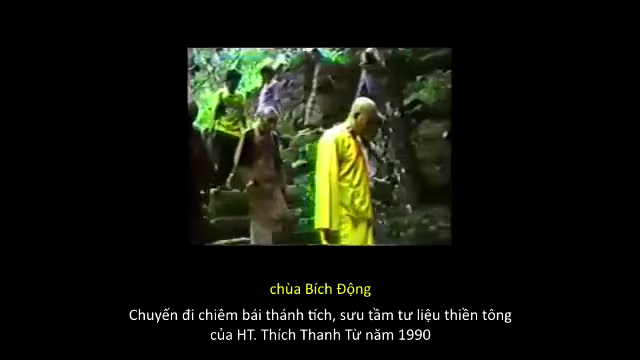 chùa Bích Động
Chuyến đi chiêm bái thánh tích, sưu tầm tư liệu thiền tông
của HT. Thích Thanh Từ năm 1990